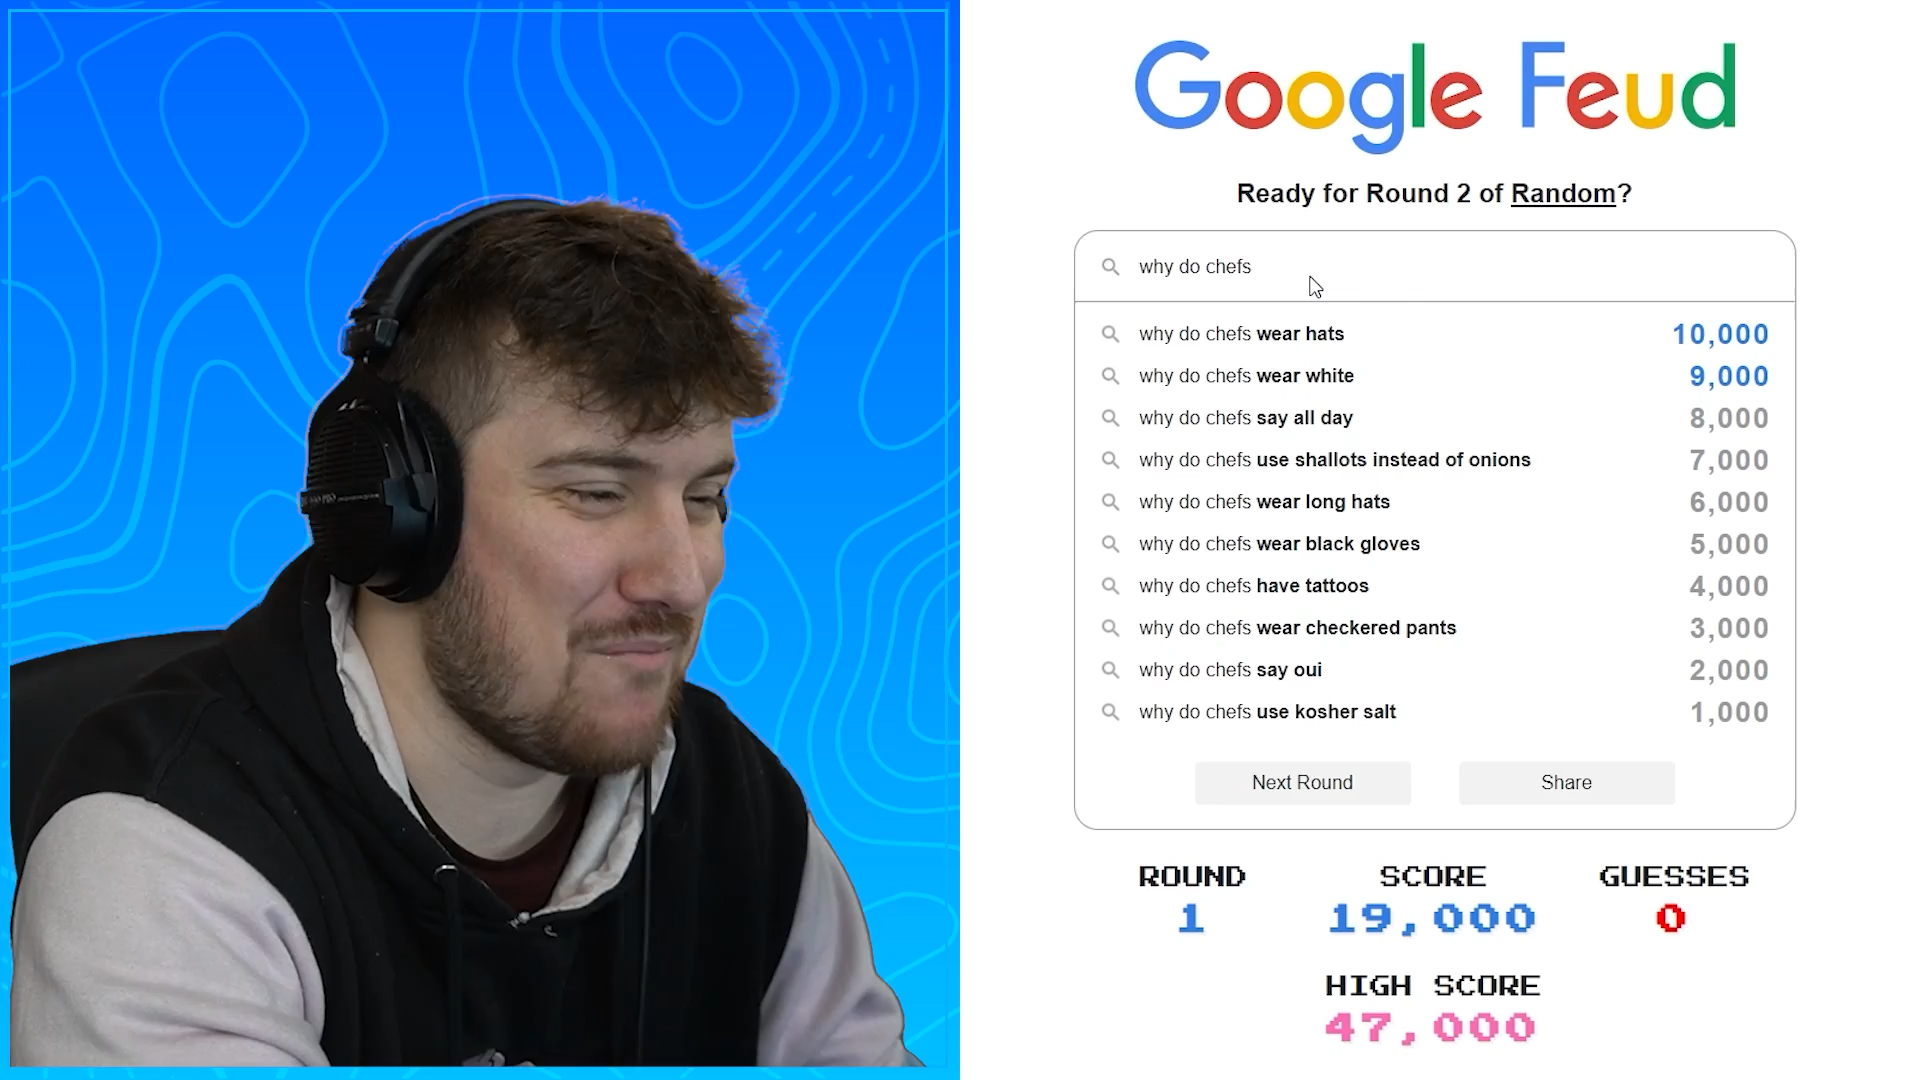 Google Feud
Ready for Round 2 of Random?
why do chefs
why do chefs wear hats 10,000
why do chefs wear white 9,000
why do chefs say all day 8,000
why do chefs use shallots instead of onions 7,000
why do chefs wear long hats 6,000
why do chefs wear black gloves 5,000
why do chefs have tattoos 4,000
why do chefs wear checkered pants 3,000
why do chefs say oui 2,000
why do chefs use kosher salt 1,000
Next Round Share
ROUND SCORE GUESSES
1 19,000 0
HIGH SCORE
47,000